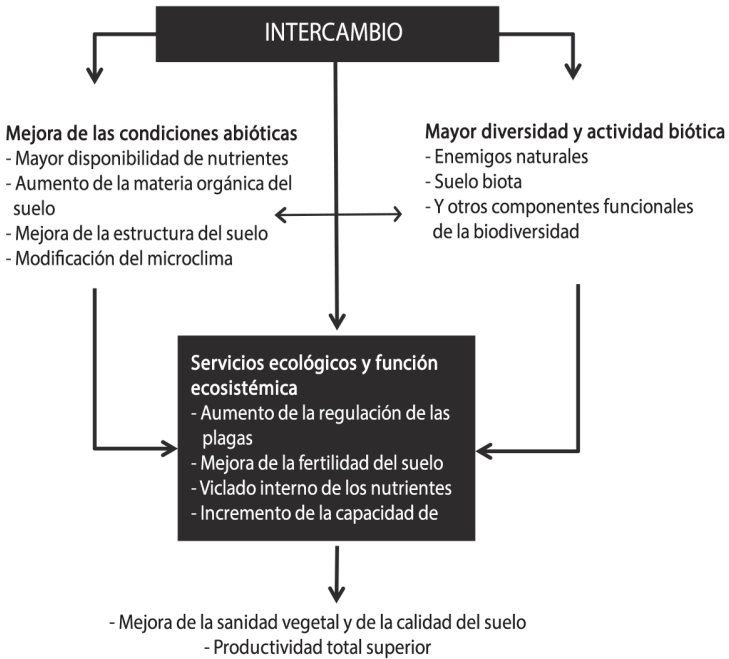 INTERCAMBIO
Mejora de las condiciones abióticas
- Mayor disponibilidad de nutrientes
- Aumento de la materia orgánica del
suelo
- Mejora de la estructura del suelo
- Modificación del microclima
Mayor diversidad y actividad biótica
- Enemigos naturales
- Suelo biota
- Y otros componentes funcionales
de la biodiversidad
Servicios ecológicos y función
ecosistémica
- Aumento de la regulación de las
plagas
- Mejora de la fertilidad del suelo
- Viclado interno de los nutrientes
- Incremento de la capacidad de
- Mejora de la sanidad vegetal y de la calidad del suelo
- Productividad total superior